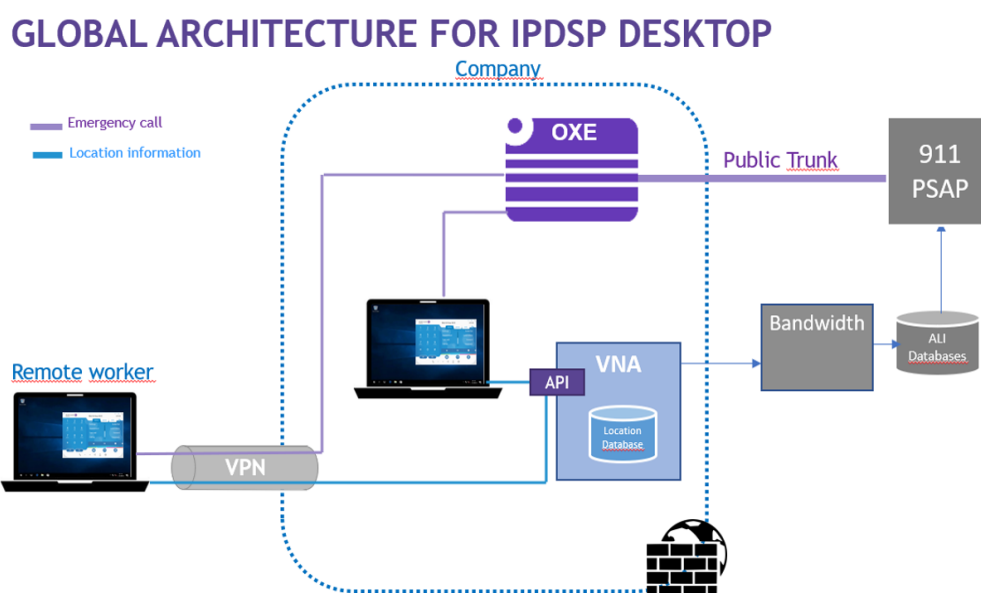 GLOBAL ARCHITECTURE FOR IPDSP DESKTOP
Company
Emergency call
Location information
OXE
Public Trunk
911
PSAP
Bandwidth
ALI
Databases
VNA
API
Location
Database
Remote worker
VPN